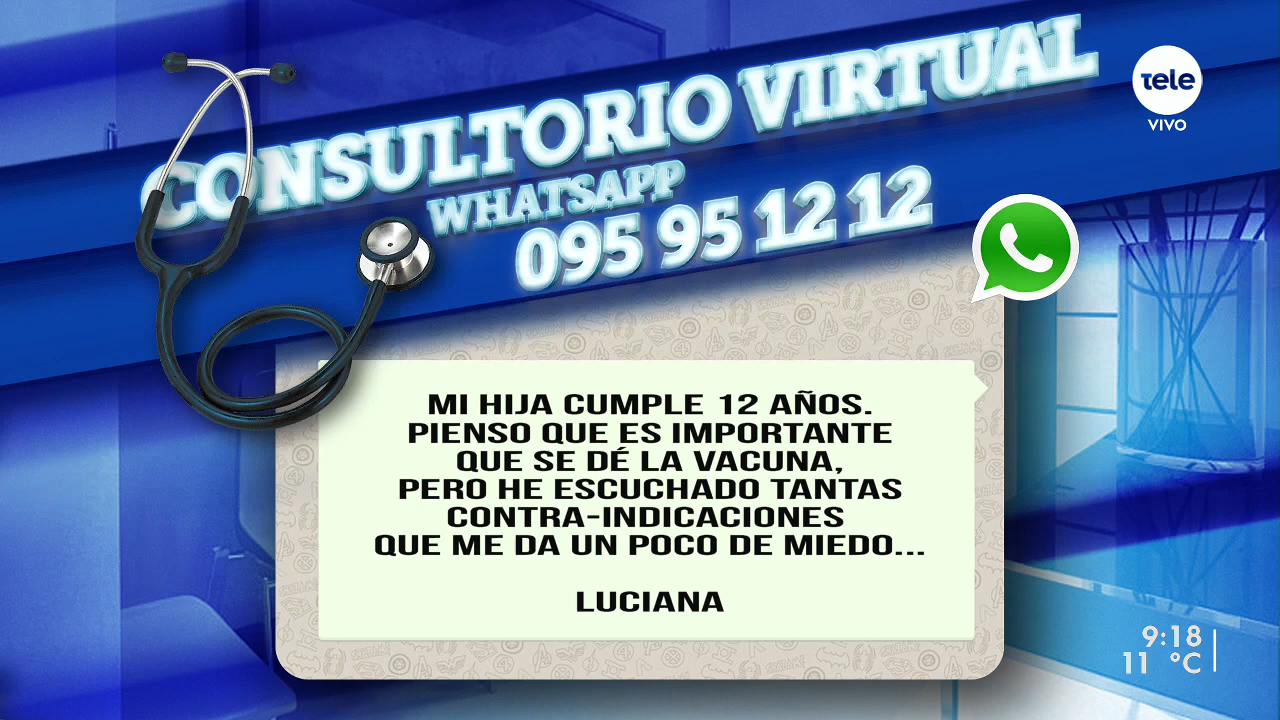 CONSULTORIO VIRTUAL
WHATSAPP
095 95 12 12
tele
VIVO
MI HIJA CUMPLE 12 AÑOS.
PIENSO QUE ES IMPORTANTE
QUE SE DÉ LA VACUNA,
PERO HE ESCUCHADO TANTAS
CONTRA-INDICACIONES
QUE ME DA UN POCO DE MIEDO...
LUCIANA
9:18
11 °C